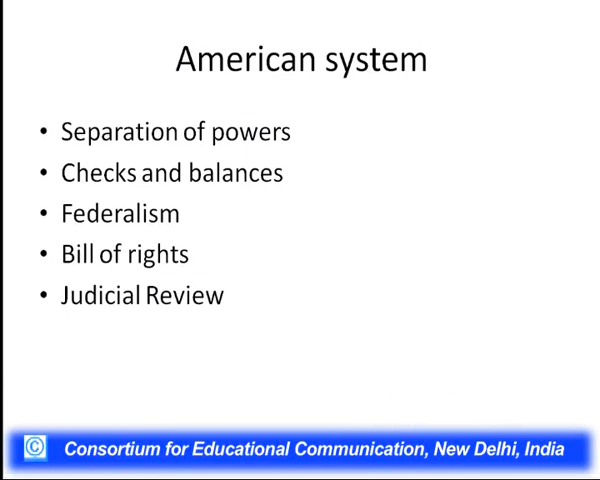 American system
• Separation of powers
• Checks and balances
• Federalism
• Bill of rights
• Judicial Review
© Consortium for Educational Communication, New Delhi, India